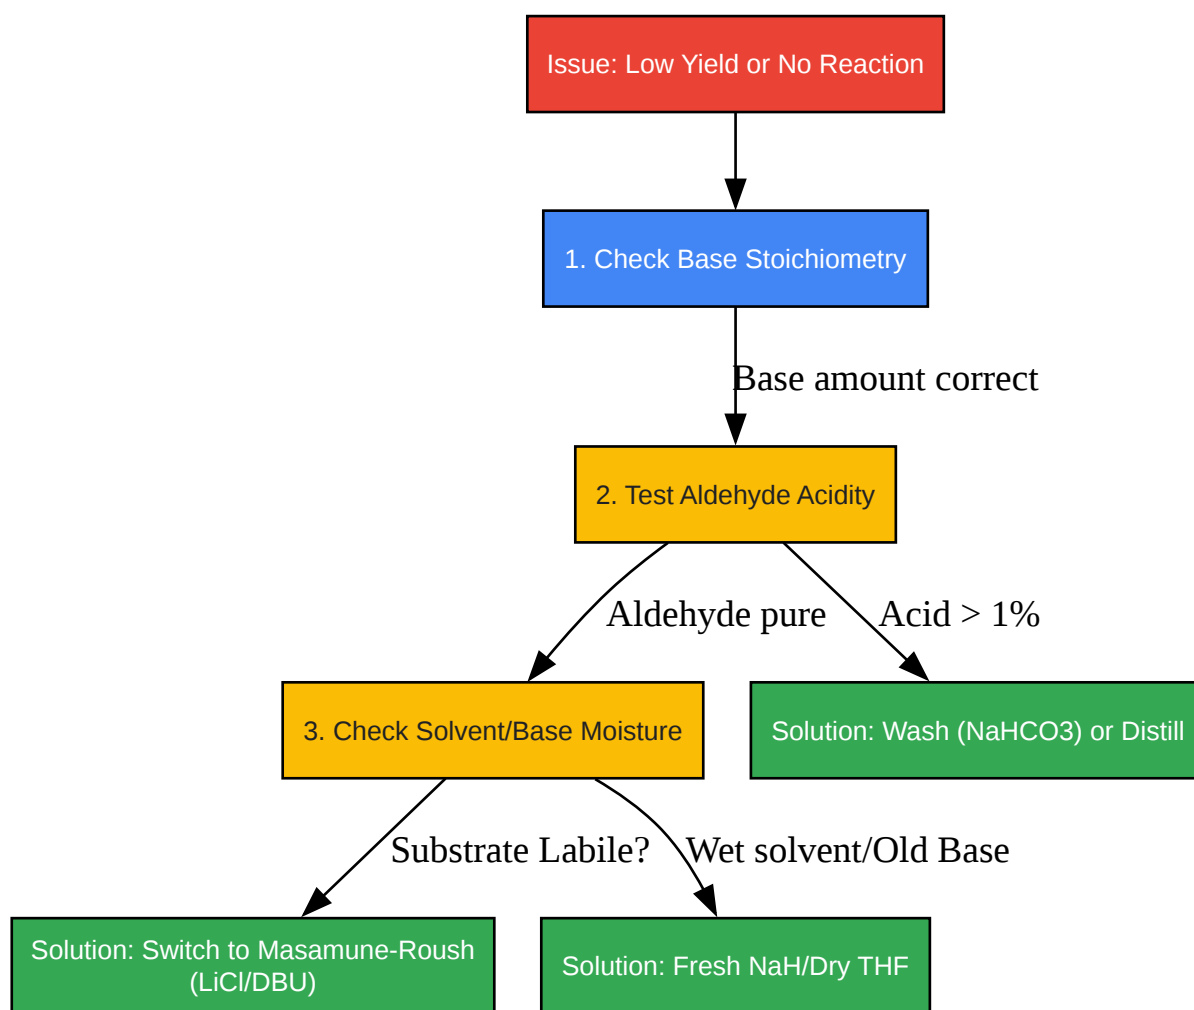 Issue: Low Yield or No Reaction
1. Check Base Stoichiometry
Base amount correct
2. Test Aldehyde Acidity
Aldehyde pure
Acid > 1%
3. Check Solvent/Base Moisture
Solution: Wash (NaHCO3) or Distill
Substrate Labile?
Wet solvent/Old Base
Solution: Switch to Masamune-Roush
(LiCl/DBU)
Solution: Fresh NaH/Dry THF